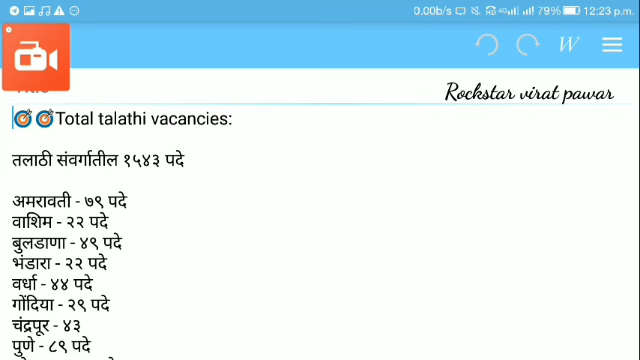 0.00b/s 4G 79% 12:23 p.m.
W
Rockstar virat pawar
🎯🎯Total talathi vacancies:
तलाठी संवर्गातील १५४३ पदे
अमरावती - ७९ पदे
वाशिम - २२ पदे
बुलडाणा - ४९ पदे
भंडारा - २२ पदे
वर्धा - ४४ पदे
गोंदिया - २९ पदे
चंद्रपूर - ४३
पुणे - ८९ पदे